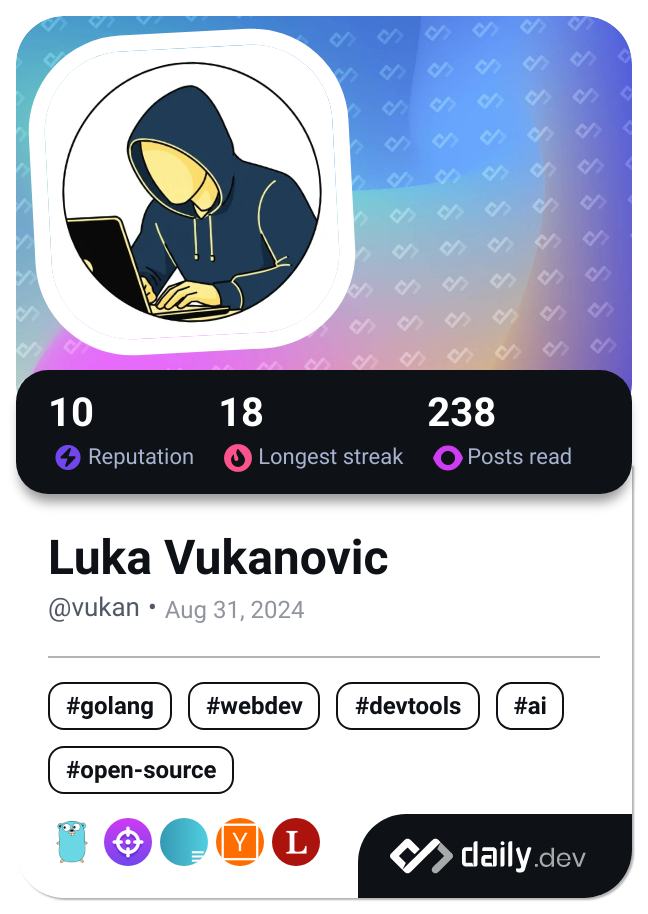 10 18 238
Reputation Longest streak Posts read
Luka Vukanovic
@vukan • Aug 31, 2024
#golang #webdev #devtools #ai
#open-source
Y L
daily.dev